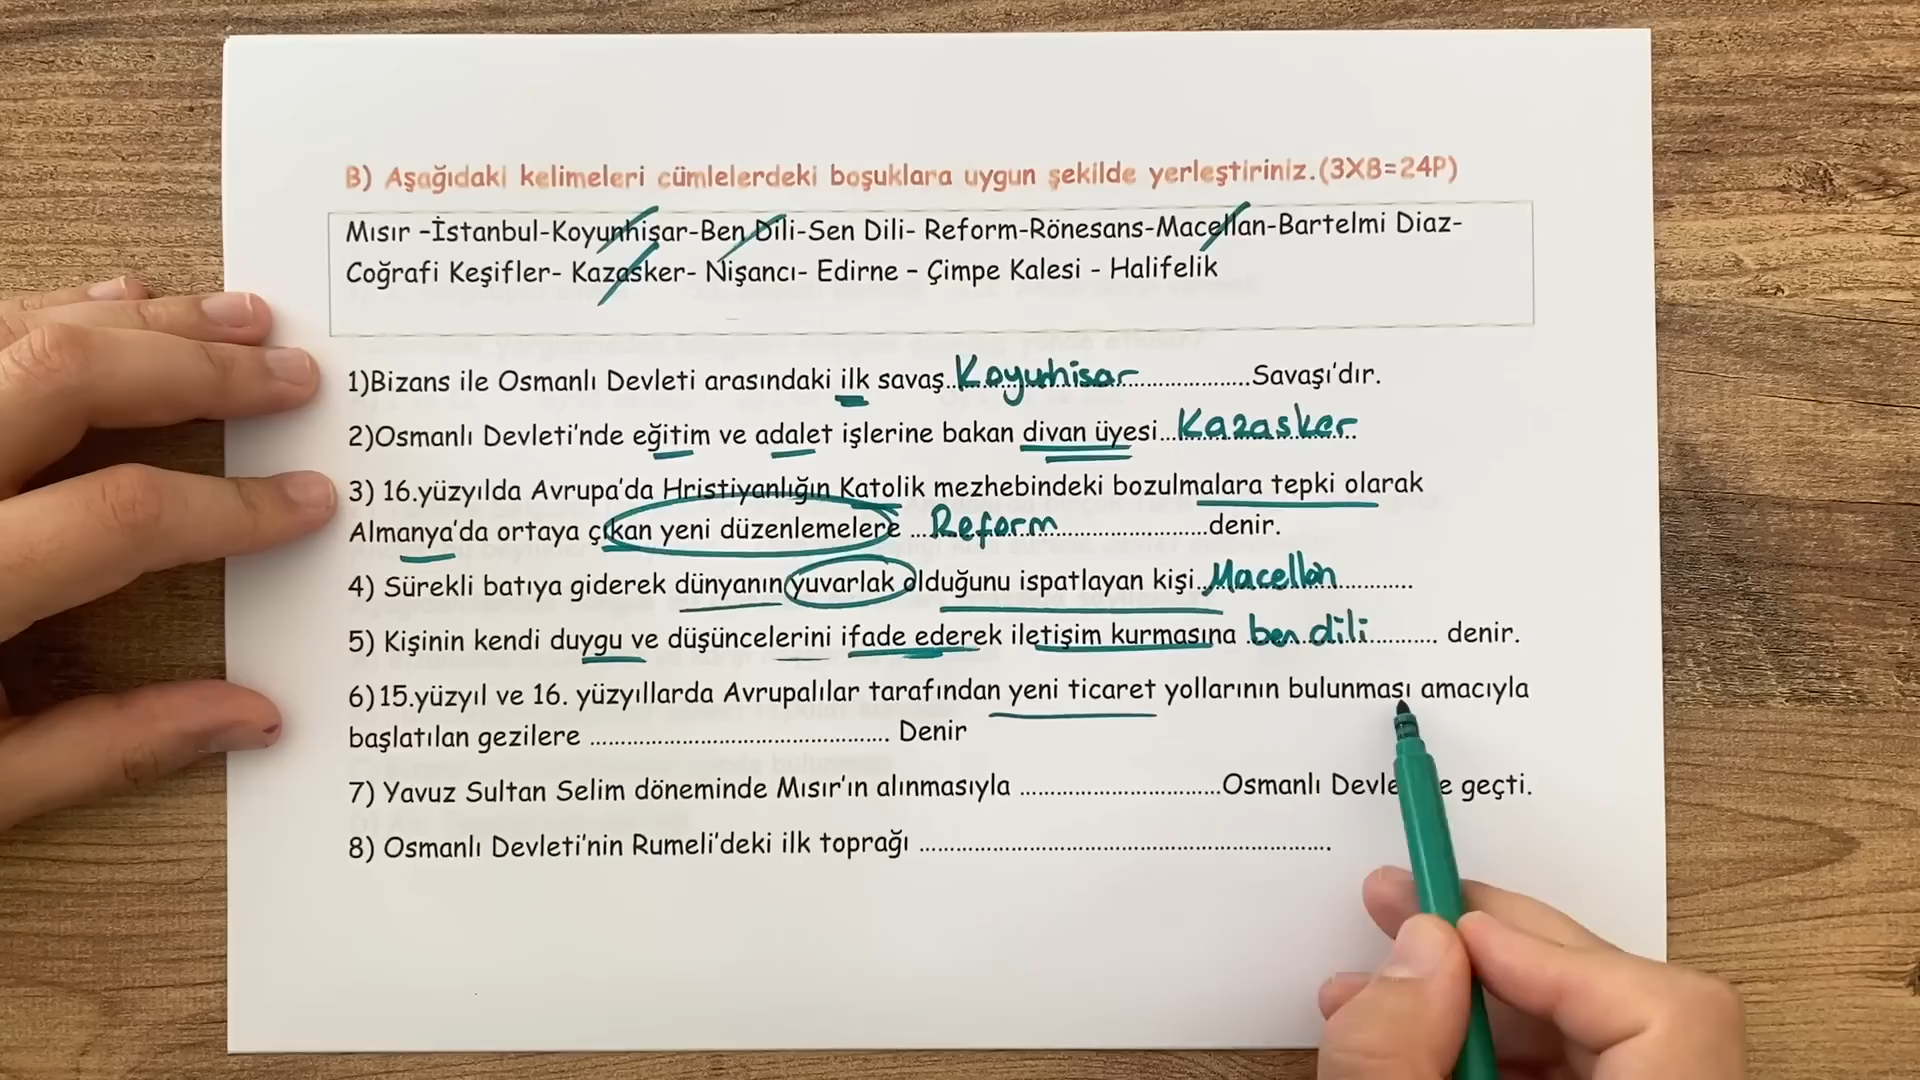 B) Aşağıdaki kelimeleri cümlelerdeki boşuklara uygun şekilde yerleştiriniz.(3X8=24P)
Mısır –İstanbul-Koyunhisar-Ben Dili-Sen Dili- Reform-Rönesans-Macellan-Bartelmi Diaz-
Coğrafi Keşifler- Kazasker- Nişancı- Edirne – Çimpe Kalesi - Halifelik
1)Bizans ile Osmanlı Devleti arasındaki ilk savaş..Koyunhisar....................Savaşı'dır.
2)Osmanlı Devleti'nde eğitim ve adalet işlerine bakan divan üyesi...Kazasker
3) 16.yüzyılda Avrupa'da Hristiyanlığın Katolik mezhebindeki bozulmalara tepki olarak
Almanya'da ortaya çıkan yeni düzenlemelere ...Reform....................denir.
4) Sürekli batıya giderek dünyanın yuvarlak olduğunu ispatlayan kişi..Macellan..........
5) Kişinin kendi duygu ve düşüncelerini ifade ederek iletişim kurmasına ben dili.......... denir.
6)15.yüzyıl ve 16. yüzyıllarda Avrupalılar tarafından yeni ticaret yollarının bulunması amacıyla
başlatılan gezilere .......................................... Denir
7) Yavuz Sultan Selim döneminde Mısır'ın alınmasıyla ............................Osmanlı Devle e geçti.
8) Osmanlı Devleti'nin Rumeli'deki ilk toprağı ..........................................................